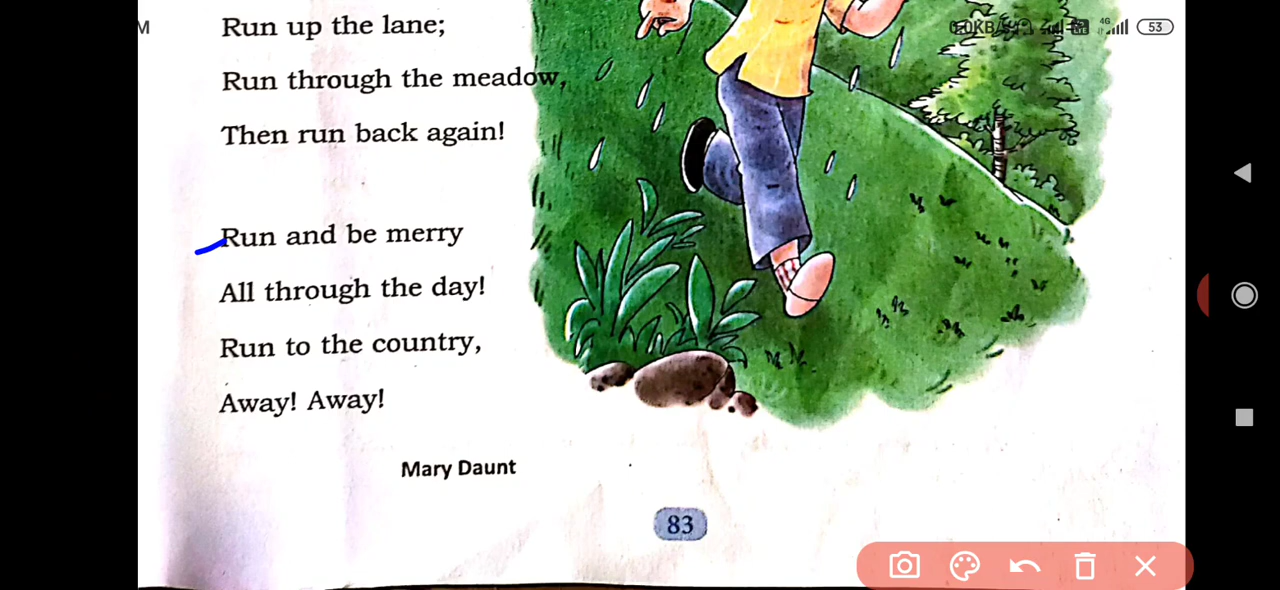 M
Run up the lane;
Run through the meadow,
Then run back again!
Run and be merry
All through the day!
Run to the country,
Away! Away!
Mary Daunt
83
4G
53